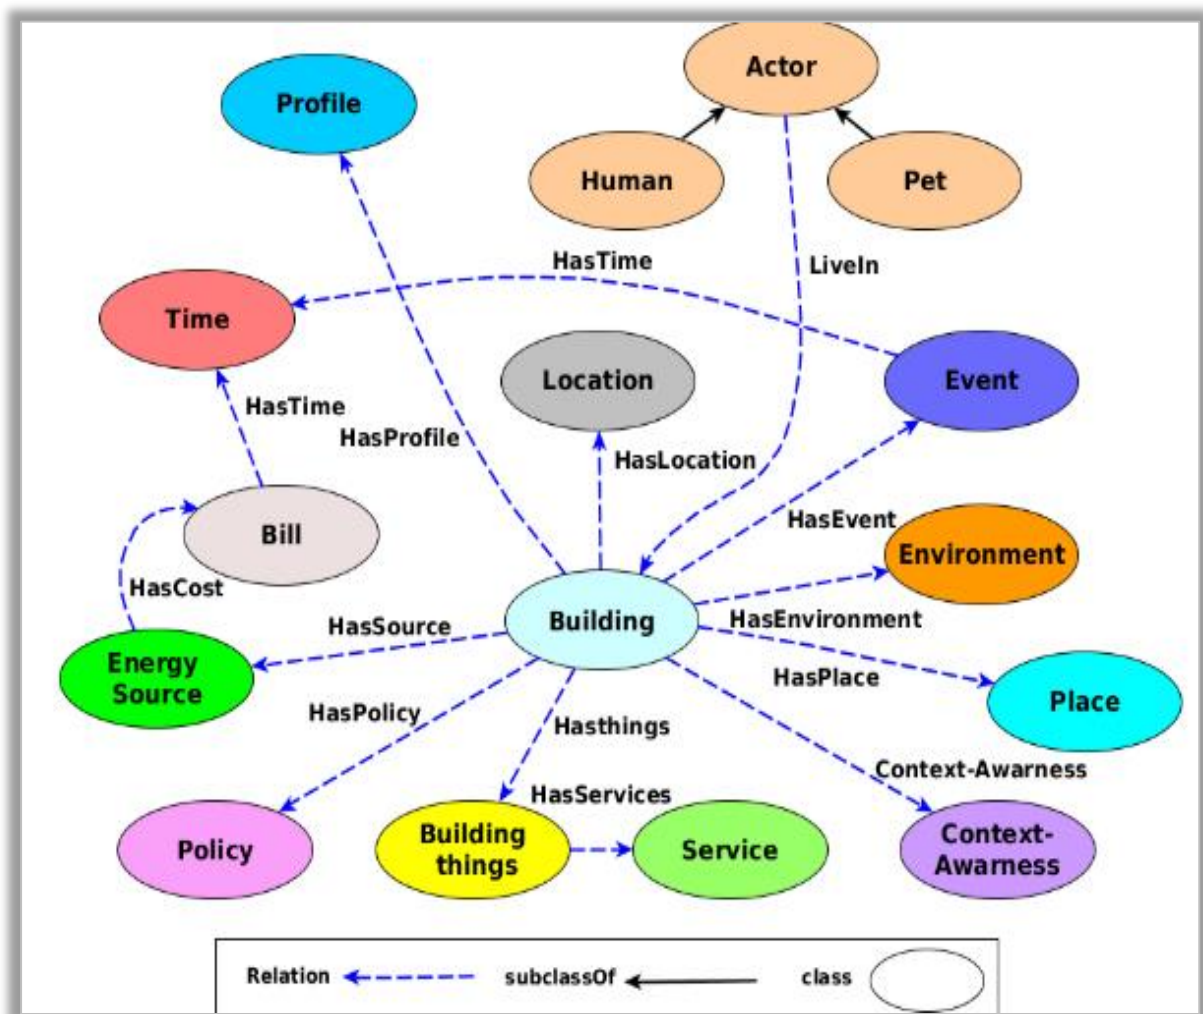 Actor
Profile
Human
Pet
HasTime
LiveIn
Time
Location
Event
HasTime
HasProfile
HasLocation
HasEvent
Bill
Environment
HasCost
Building
HasEnvironment
HasSource
Energy
Source
HasPlace
Place
HasPolicy
Hasthings
Context-Awarness
HasServices
Policy
Building
things
Service
Context-
Awarness
Relation
subclassOf
class